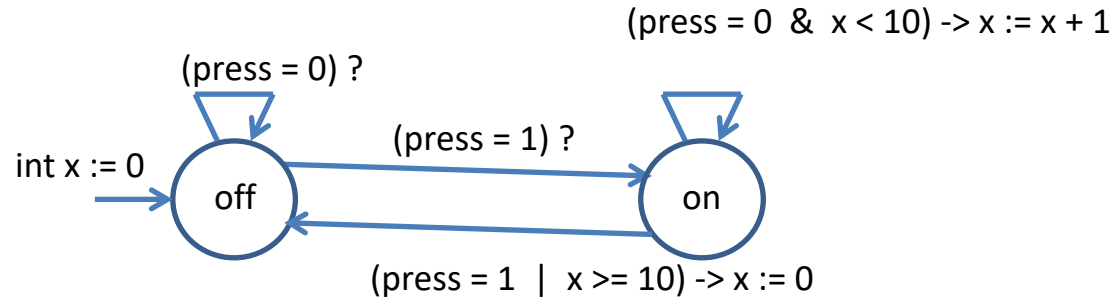 (press = 0 & x < 10) -> x := x + 1
(press = 0) ?
(press = 1) ?
int x := 0
off
on
(press = 1 | x >= 10) -> x := 0